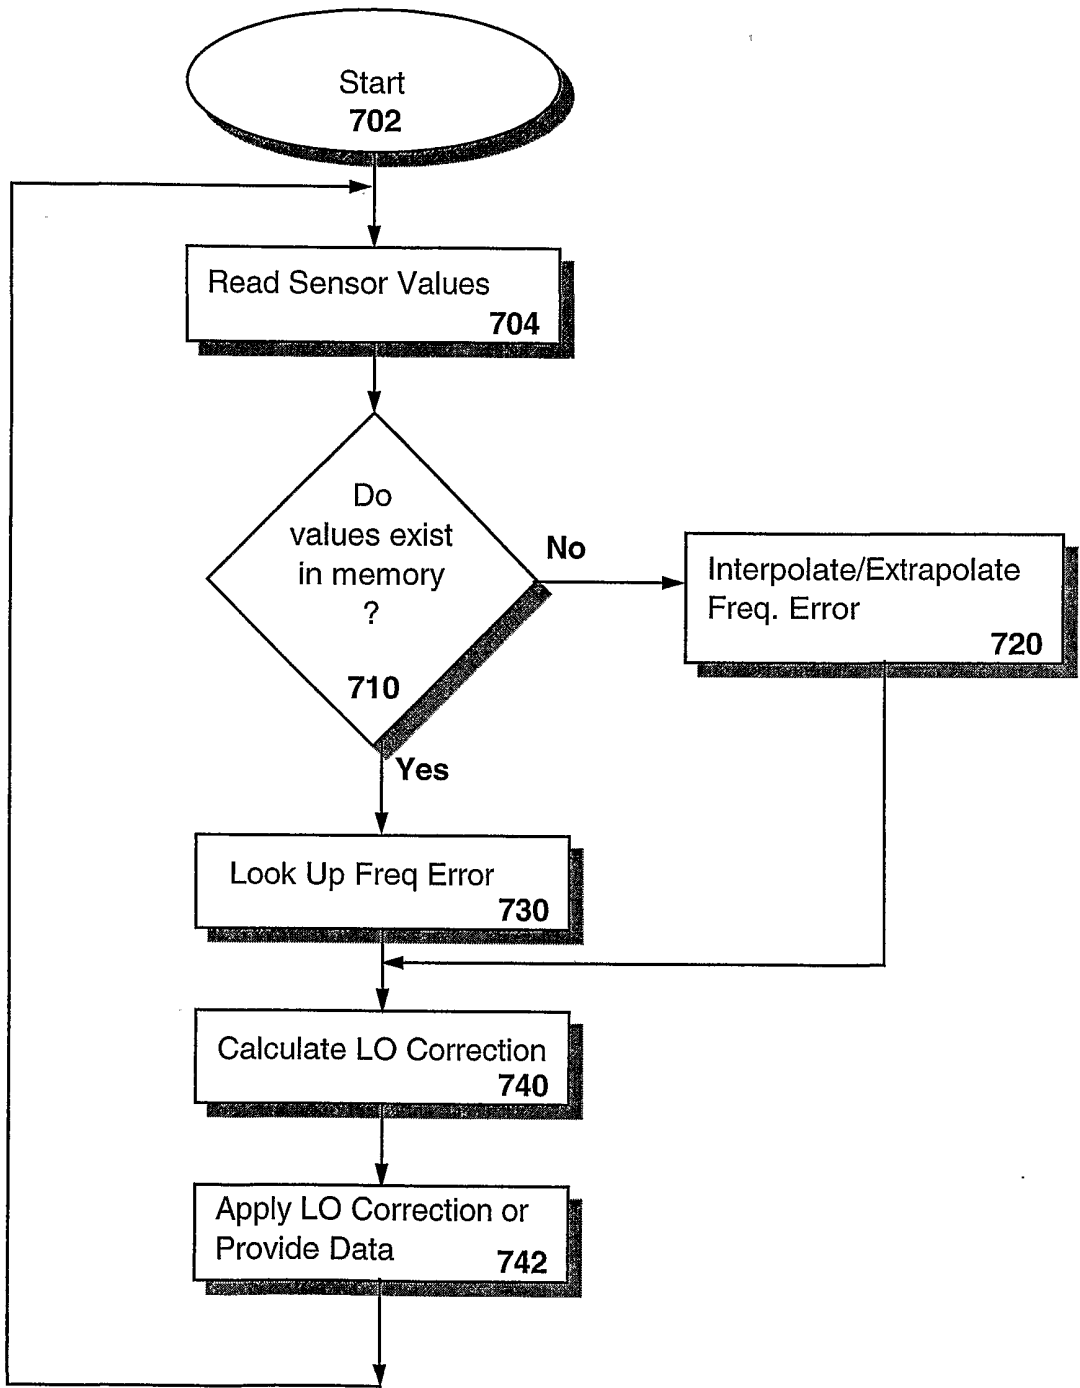 Start
702
Read Sensor Values
704
Do
values exist
in memory
?
710
No
Interpolate/Extrapolate
Freq. Error
720
Yes
Look Up Freq Error
730
Calculate LO Correction
740
Apply LO Correction or
Provide Data
742